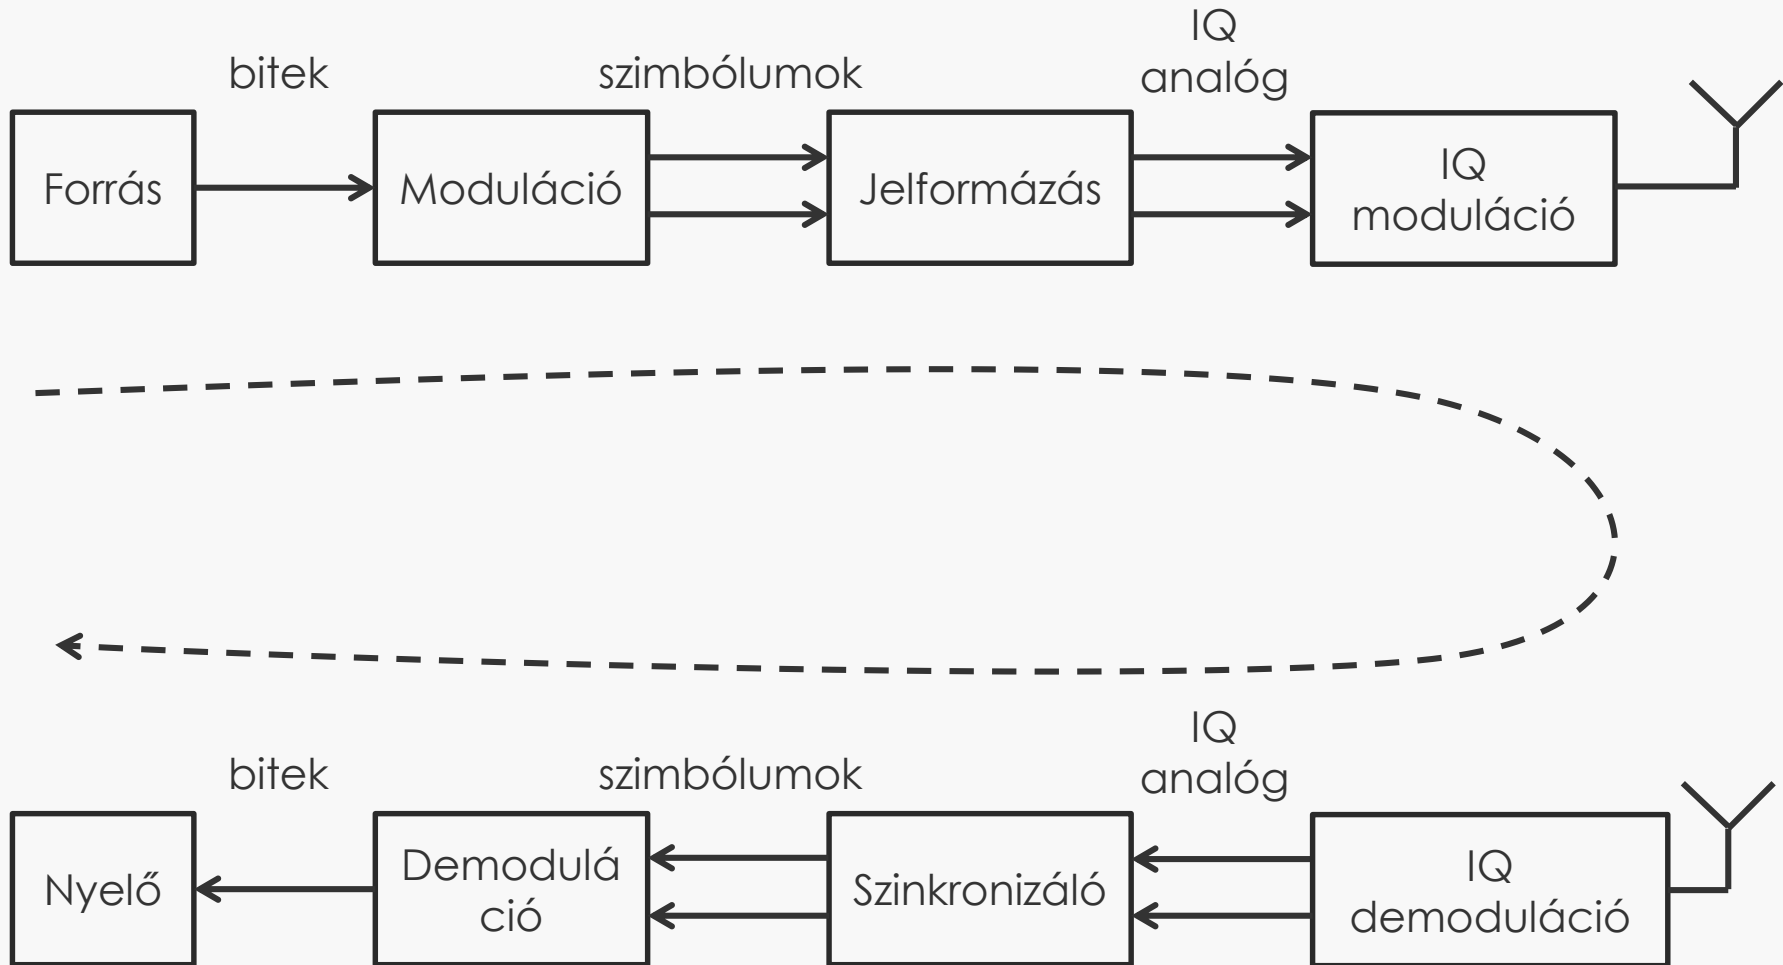 bitek
szimbólumok
IQ
analóg
Forrás
Moduláció
Jelformázás
IQ
moduláció
bitek
szimbólumok
IQ
analóg
Nyelő
Demodulá
ció
Szinkronizáló
IQ
demoduláció